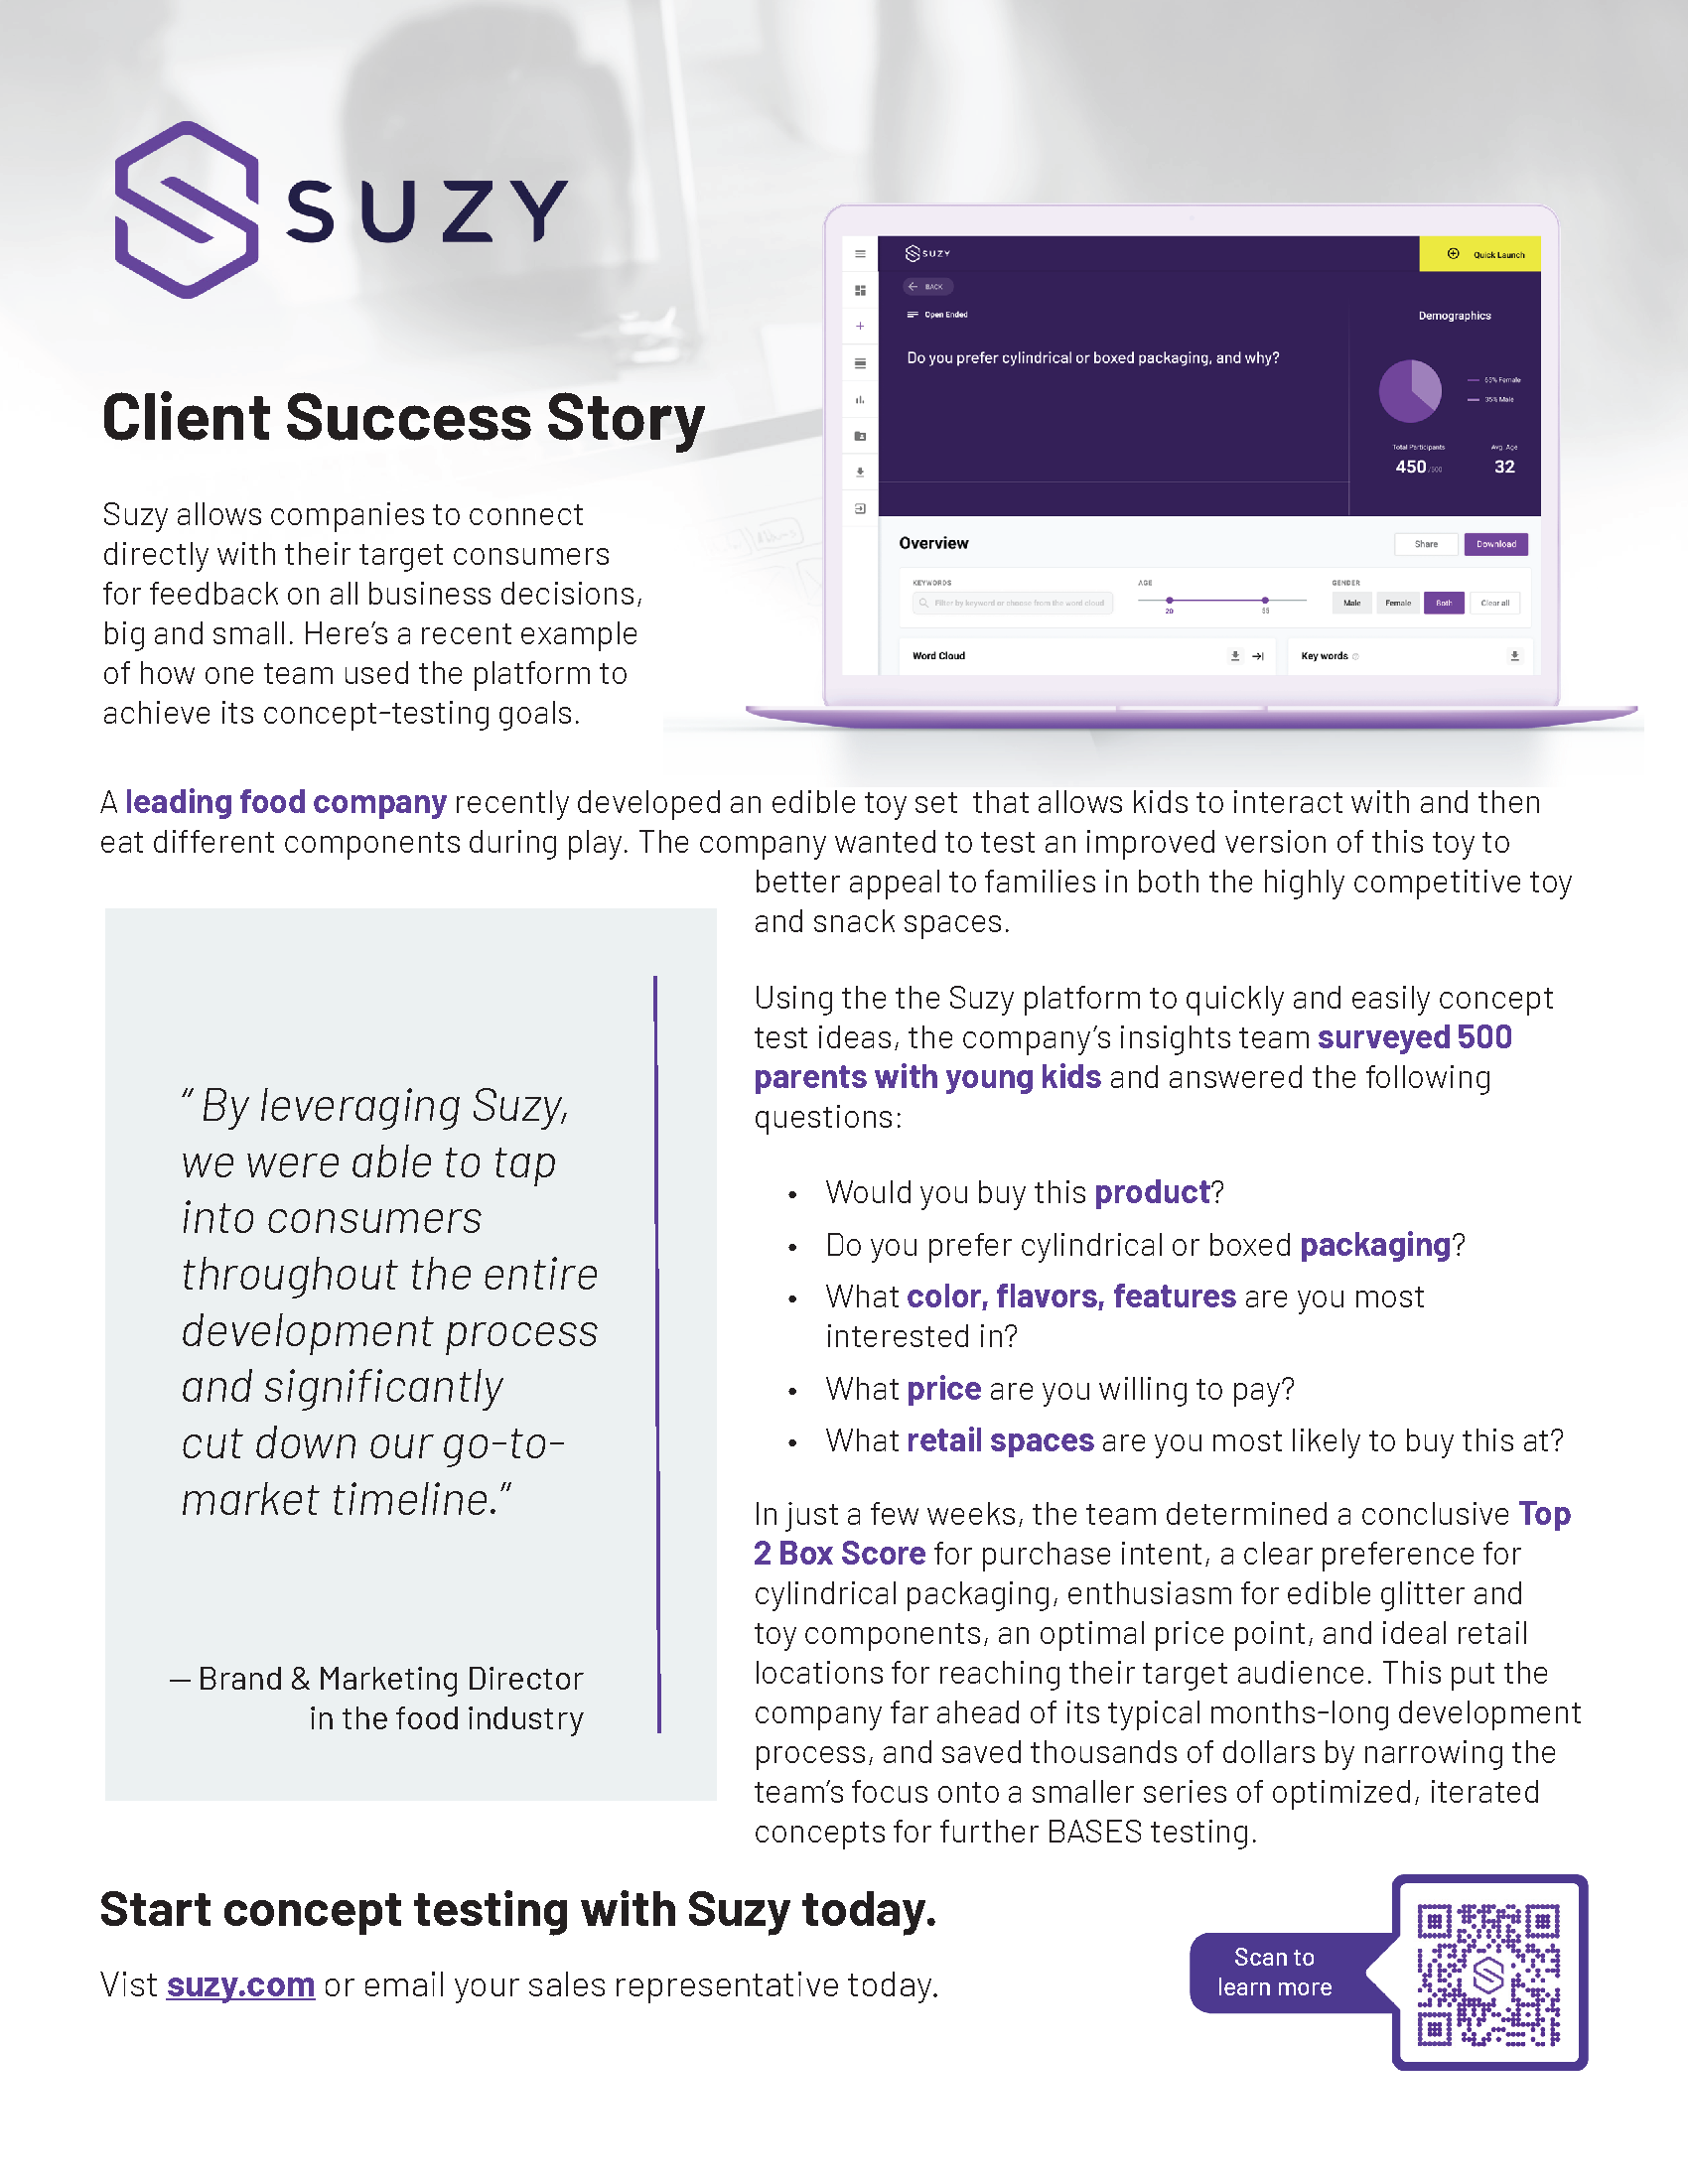 SUZY
Client Success Story
Suzy allows companies to connect
directly with their target consumers
for feedback on all business decisions,
big and small. Here's a recent example
of how one team used the platform to
achieve its concept-testing goals.
SUZY
Quick Launch
BACK
Open Ended
Do you prefer cylindrical or boxed packaging, and why?
Demographics
65% Female
35% Male
Total Participants
Avg. Age
450 /500
32
Overview
Share
Download
KEYWORDS
AGE
GENDER
Filter by keyword or choose from the word cloud
20
Male
Female
Both
Clear all
Word Cloud
Key words
A leading food company recently developed an edible toy set that allows kids to interact with and then
eat different components during play. The company wanted to test an improved version of this toy to
better appeal to families in both the highly competitive toy
and snack spaces.
Using the the Suzy platform to quickly and easily concept
test ideas, the company's insights team surveyed 500
parents with young kids and answered the following
questions:
• Would you buy this product?
• Do you prefer cylindrical or boxed packaging?
• What color, flavors, features are you most
interested in?
• What price are you willing to pay?
• What retail spaces are you most likely to buy this at?
In just a few weeks, the team determined a conclusive Top
2 Box Score for purchase intent, a clear preference for
cylindrical packaging, enthusiasm for edible glitter and
toy components, an optimal price point, and ideal retail
locations for reaching their target audience. This put the
company far ahead of its typical months-long development
process, and saved thousands of dollars by narrowing the
team's focus onto a smaller series of optimized, iterated
concepts for further BASES testing.
" By leveraging Suzy,
we were able to tap
into consumers
throughout the entire
development process
and significantly
cut down our go-to-
market timeline."
— Brand & Marketing Director
in the food industry
Start concept testing with Suzy today.
Vist suzy.com or email your sales representative today.
Scan to
learn more